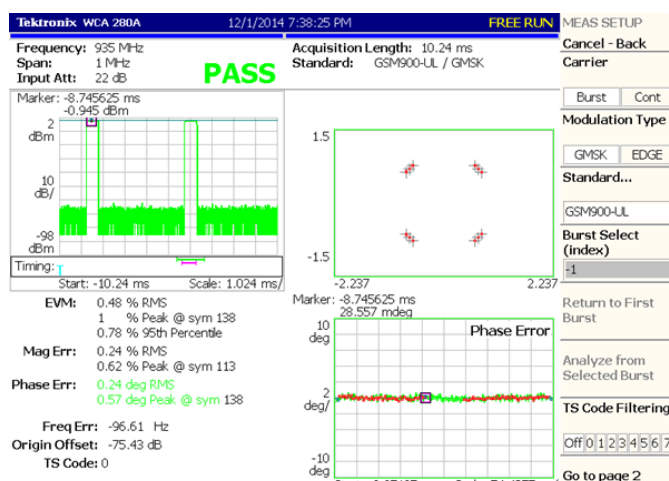 Tektronix WCA 280A 12/1/2014 7:38:25 PM FREE RUN
MEAS SETUP
Cancel - Back
Carrier
Burst Cont
Modulation Type
GMSK EDGE
Standard...
GSM900-UL
Burst Select
(index)
-1
Return to First
Burst
Analyze from
Selected Burst
TS Code Filtering
Off 0 1 2 3 4 5 6 7
Go to page 2
Frequency: 935 MHz
Span: 1 MHz
Input Att: 22 dB
PASS
Acquisition Length: 10.24 ms
Standard: GSM900-UL / GMSK
Marker: -8.745625 ms
-0.945 dBm
2
dBm
10
dB/
-98
dBm
Timing:
Start: -10.24 ms Scale: 1.024 ms/
1.5
-1.5
-2.237 2.237
EVM: 0.48 % RMS
1 % Peak @ sym 138
0.78 % 95th Percentile
Mag Err: 0.24 % RMS
0.62 % Peak @ sym 113
Phase Err: 0.24 deg RMS
0.57 deg Peak @ sym 138
Freq Err: -96.61 Hz
Origin Offset: -75.43 dB
TS Code: 0
Marker: -8.745625 ms
28.557 mdeg
10
deg
Phase Error
2
deg/
-10
deg